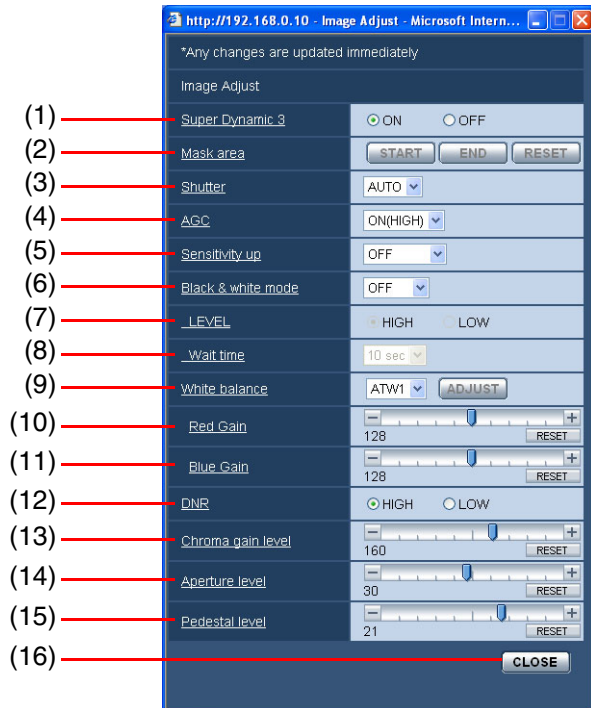 http://192.168.0.10 - Image Adjust - Microsoft Intern...
*Any changes are updated immediately
Image Adjust
(1) Super Dynamic 3 ON OFF
(2) Mask area START END RESET
(3) Shutter AUTO
(4) AGC ON(HIGH)
(5) Sensitivity up OFF
(6) Black & white mode OFF
(7) LEVEL HIGH LOW
(8) Wait time 10 sec
(9) White balance ATW1 ADJUST
(10) Red Gain
128 RESET
(11) Blue Gain
128 RESET
(12) DNR HIGH LOW
(13) Chroma gain level
160 RESET
(14) Aperture level
30 RESET
(15) Pedestal level
21 RESET
(16) CLOSE